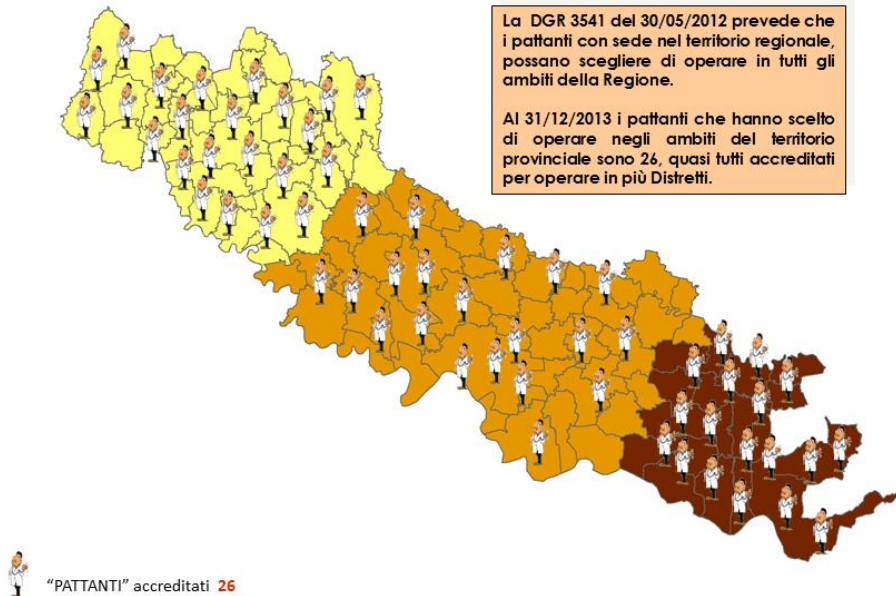 La DGR 3541 del 30/05/2012 prevede che
i pattanti con sede nel territorio regionale,
possano scegliere di operare in tutti gli
ambiti della Regione.
Al 31/12/2013 i pattanti che hanno scelto
di operare negli ambiti del territorio
provinciale sono 26, quasi tutti accreditati
per operare in più Distretti.
“PATTANTI” accreditati 26